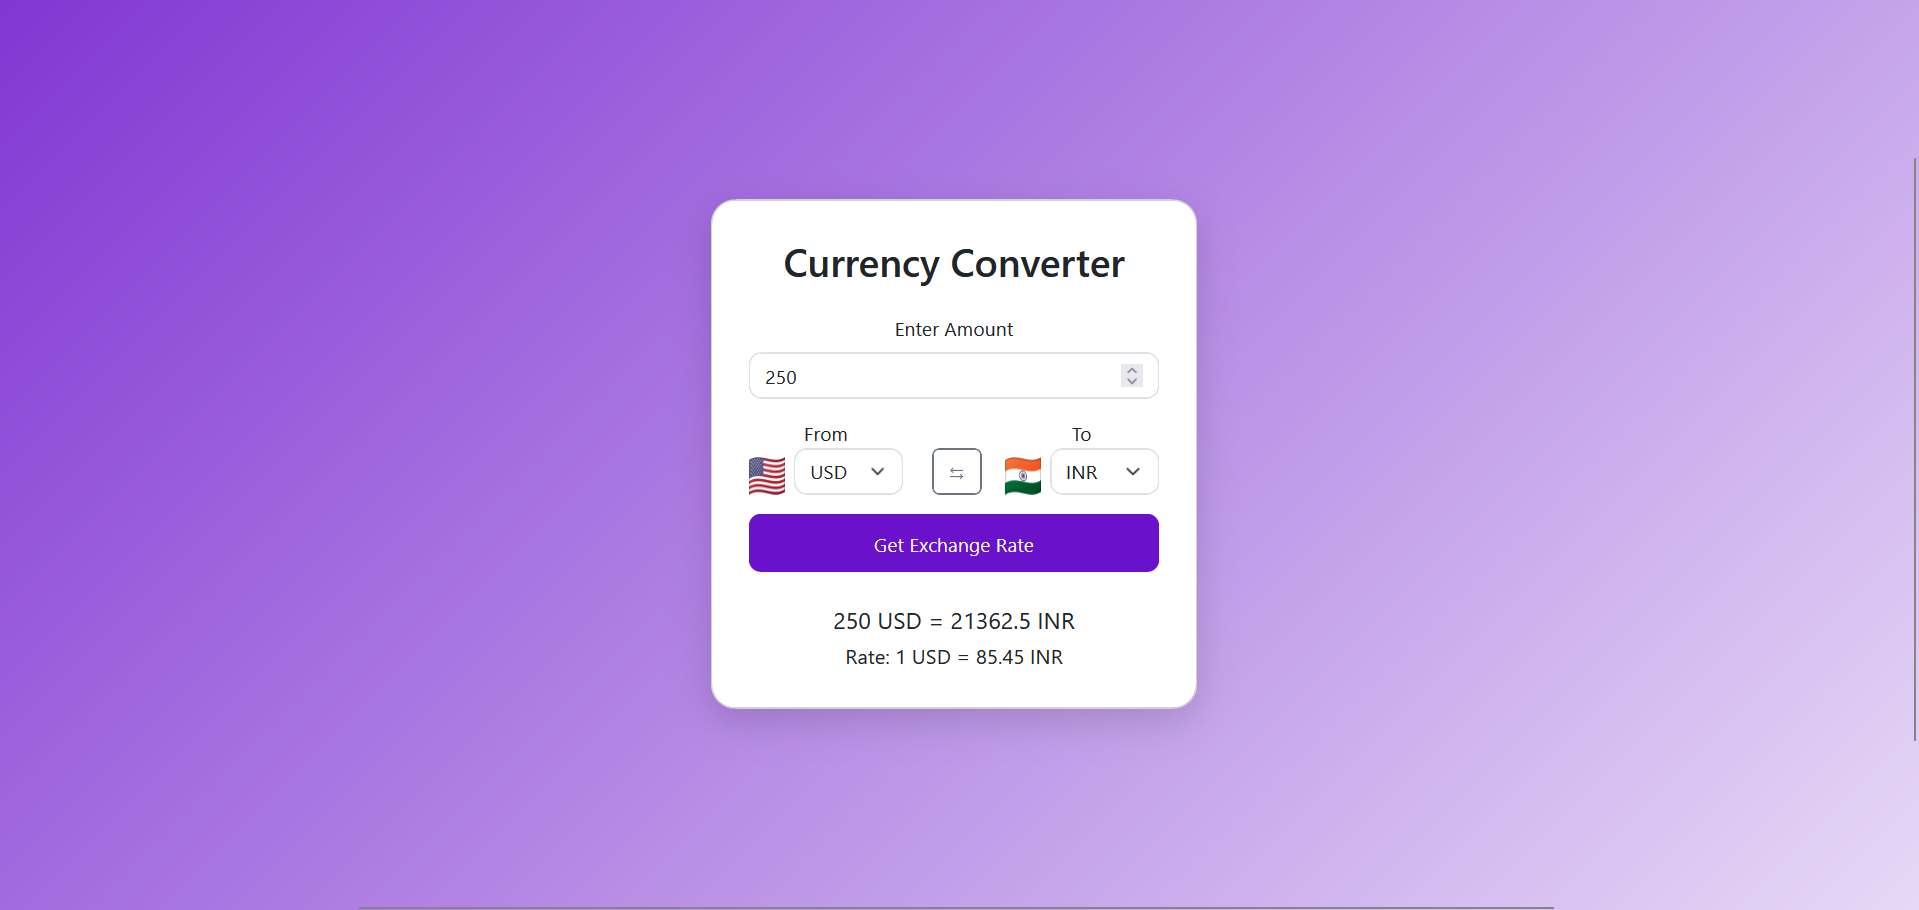 Currency Converter
Enter Amount
250
From To
USD ⇆ INR
Get Exchange Rate
250 USD = 21362.5 INR
Rate: 1 USD = 85.45 INR